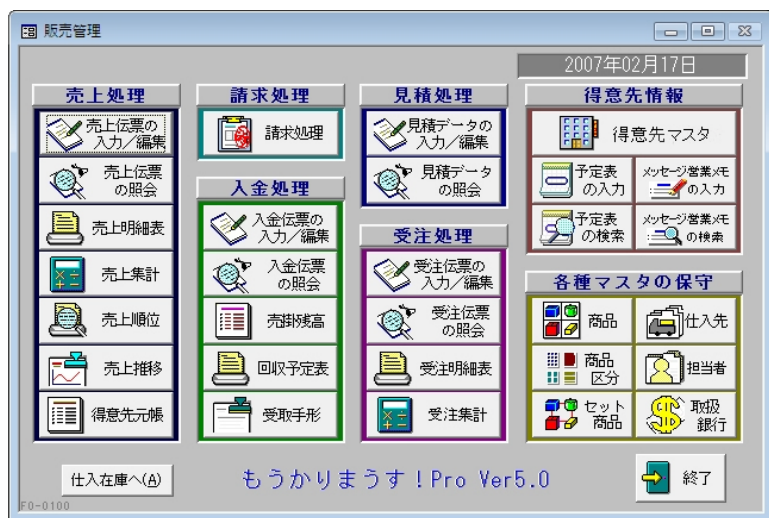 販売管理
2007年02月17日
売上処理
売上伝票の
入力/編集
売上伝票
の照会
売上明細表
売上集計
売上順位
売上推移
得意先元帳
請求処理
請求処理
入金処理
入金伝票の
入力/編集
入金伝票
の照会
売掛残高
回収予定表
受取手形
見積処理
見積データの
入力/編集
見積データ
の照会
受注処理
受注伝票の
入力/編集
受注伝票
の照会
受注明細表
受注集計
得意先情報
得意先マスタ
予定表
の入力
メッセージ営業メモ
の入力
予定表
の検索
メッセージ営業メモ
の検索
各種マスタの保守
商品
仕入先
商品
区分
担当者
セット
商品
取扱
銀行
仕入在庫へ(A)
もうかりまうす!Pro Ver5.0
終了
F0-0100